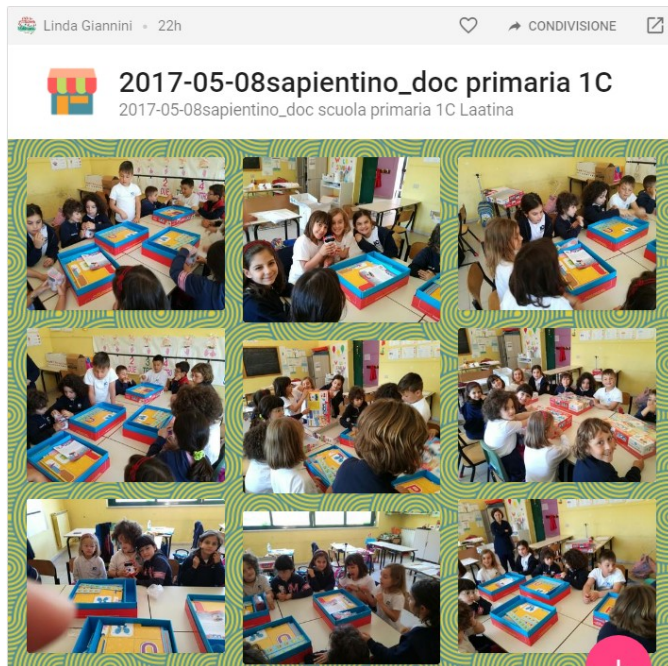 Linda Giannini • 22h
CONDIVISIONE
2017-05-08sapientino_doc primaria 1C
2017-05-08sapientino_doc scuola primaria 1C Laatina